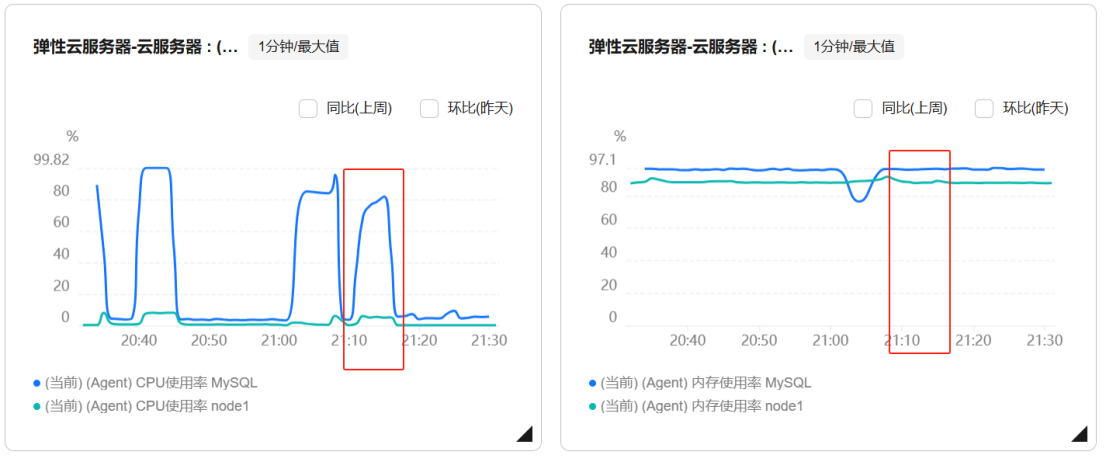 弹性云服务器-云服务器：(...
1分钟/最大值
同比(上周)
环比(昨天)
%
99.82
80
60
40
20
0
20:40
20:50
21:00
21:10
21:20
21:30
(当前) (Agent) CPU使用率 MySQL
(当前) (Agent) CPU使用率 node1
弹性云服务器-云服务器：(...
1分钟/最大值
同比(上周)
环比(昨天)
%
97.1
80
60
40
20
0
20:40
20:50
21:00
21:10
21:20
21:30
(当前) (Agent) 内存使用率 MySQL
(当前) (Agent) 内存使用率 node1